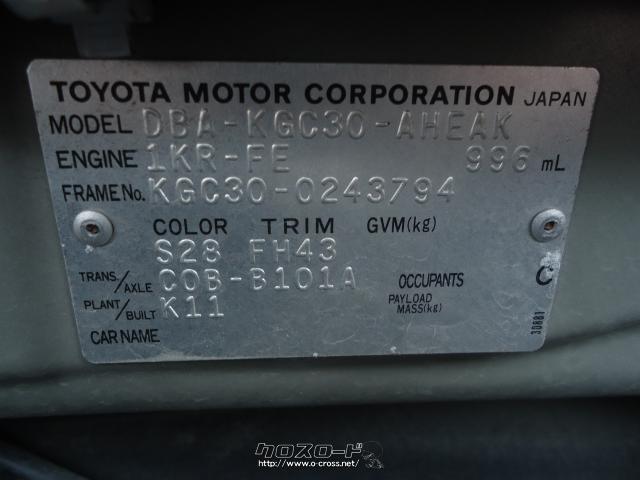 TOYOTA MOTOR CORPORATION JAPAN
MODEL DBA-KGC30-AHEAK
ENGINE 1KR-FE 996 mL
FRAME No. KGC30-0243794
COLOR TRIM GVM(kg)
S28 FH43
TRANS/AXLE C0B-B101A OCCUPANTS C
PLANT/BUILT K11 PAYLOAD MASS(kg)
CAR NAME
30881
クロスロード
http://www.o-cross.net/